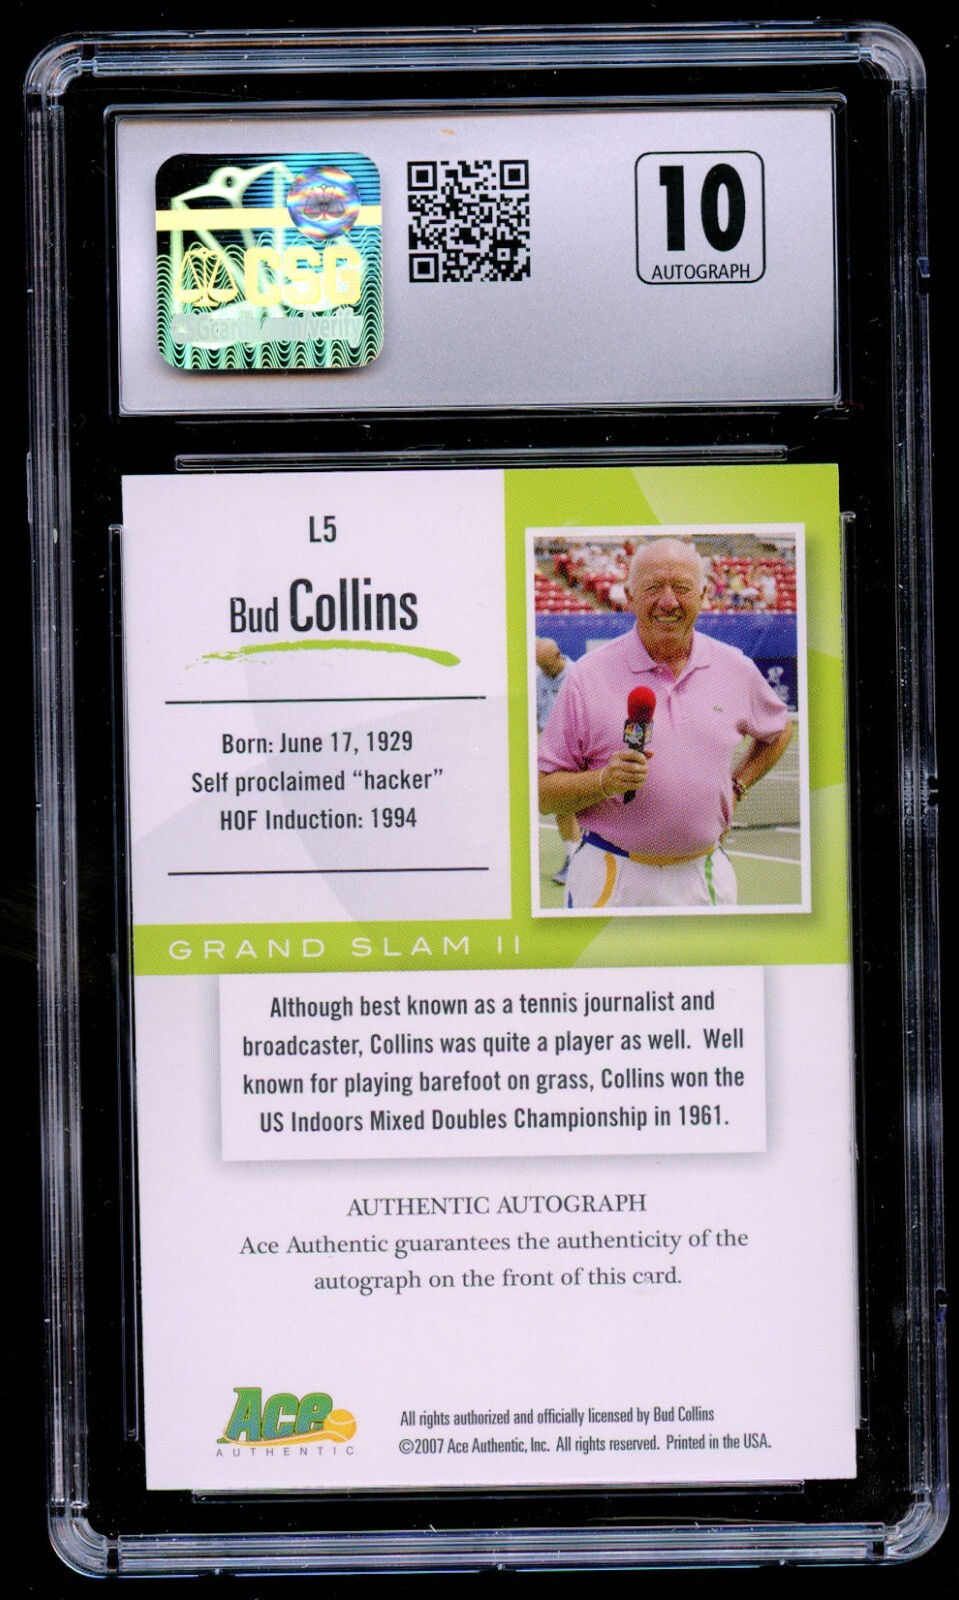 CSG
CSGcards.com/verify
10
AUTOGRAPH
L5
Bud Collins
Born: June 17, 1929
Self proclaimed “hacker”
HOF Induction: 1994
GRAND SLAM II
Although best known as a tennis journalist and
broadcaster, Collins was quite a player as well. Well
known for playing barefoot on grass, Collins won the
US Indoors Mixed Doubles Championship in 1961.
AUTHENTIC AUTOGRAPH
Ace Authentic guarantees the authenticity of the
autograph on the front of this card.
Ace
AUTHENTIC
All rights authorized and officially licensed by Bud Collins
©2007 Ace Authentic, Inc. All rights reserved. Printed in the USA.